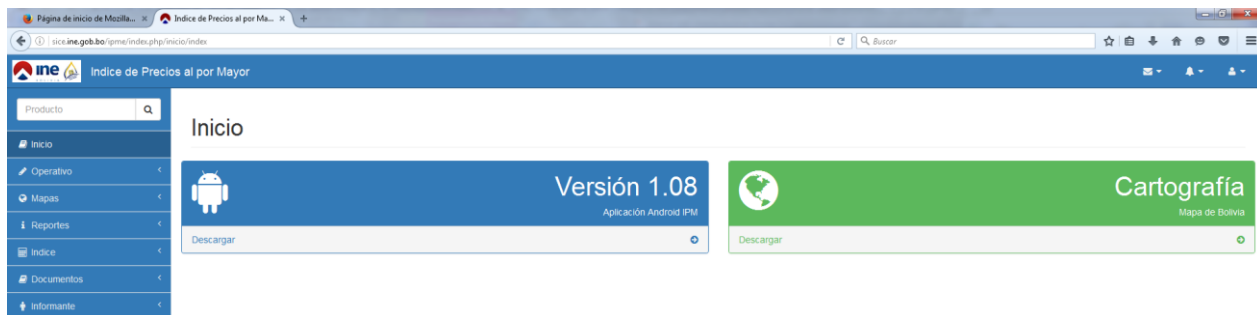 Página de inicio de Mozilla... × Indice de Precios al por Ma... × +
sice.ine.gob.bo/ipme/index.php/inicio/index Buscar
ine Indice de Precios al por Mayor
Producto
Inicio
Inicio
Operativo
Mapas
Reportes
Indice
Documentos
Informante
Versión 1.08
Aplicación Android IPM
Descargar
Cartografía
Mapa de Bolivia
Descargar